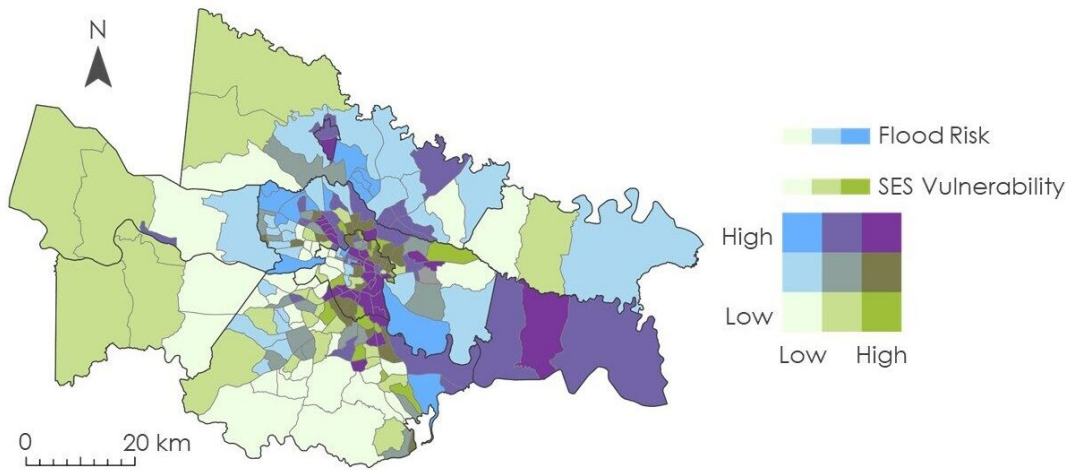 N
Flood Risk
SES Vulnerability
High
Low
Low High
0 20 km